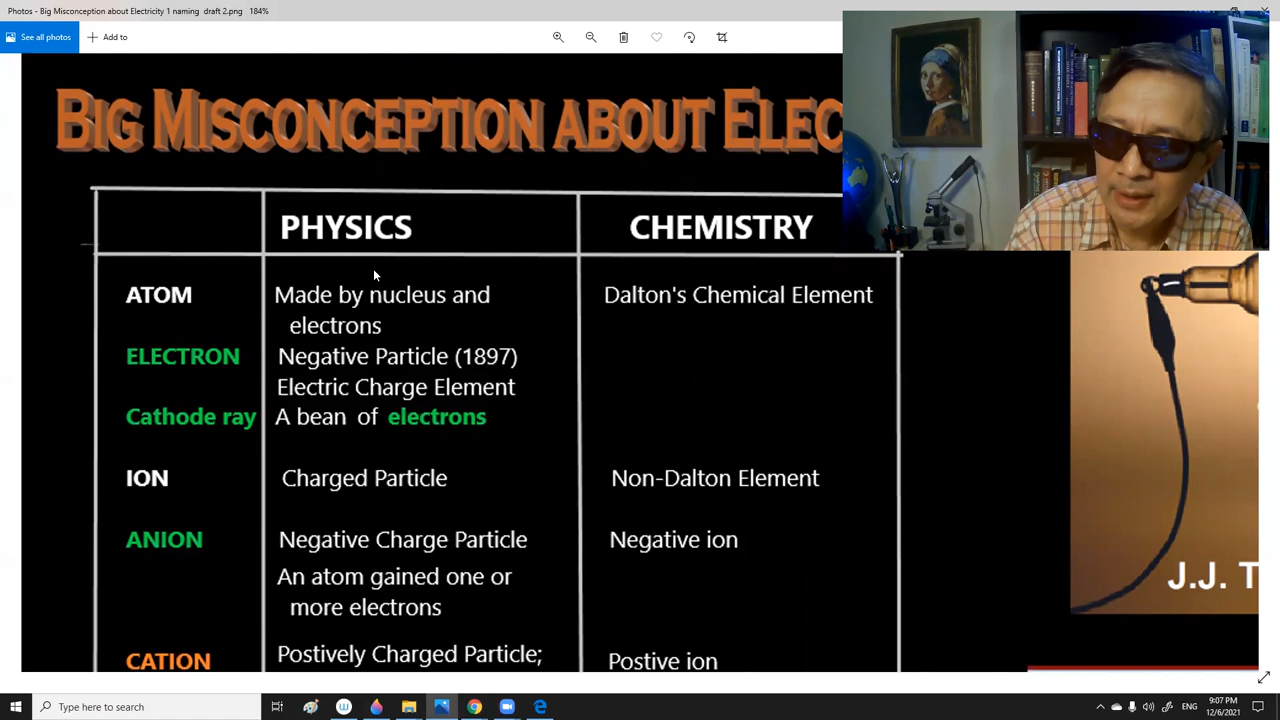 Photos - Big Misconception about Electricity 1 naming draft 2.png 184%
See all photos
Add to
BIG MISCONCEPTION ABOUT ELEC
PHYSICS
CHEMISTRY
ATOM
Made by nucleus and
electrons
Dalton's Chemical Element
ELECTRON
Negative Particle (1897)
Electric Charge Element
Cathode ray
A bean of electrons
ION
Charged Particle
Non-Dalton Element
ANION
Negative Charge Particle
Negative ion
An atom gained one or
more electrons
CATION
Postively Charged Particle;
Postive ion
J.J. T
Type here to search
ENG
9:07 PM
12/6/2021